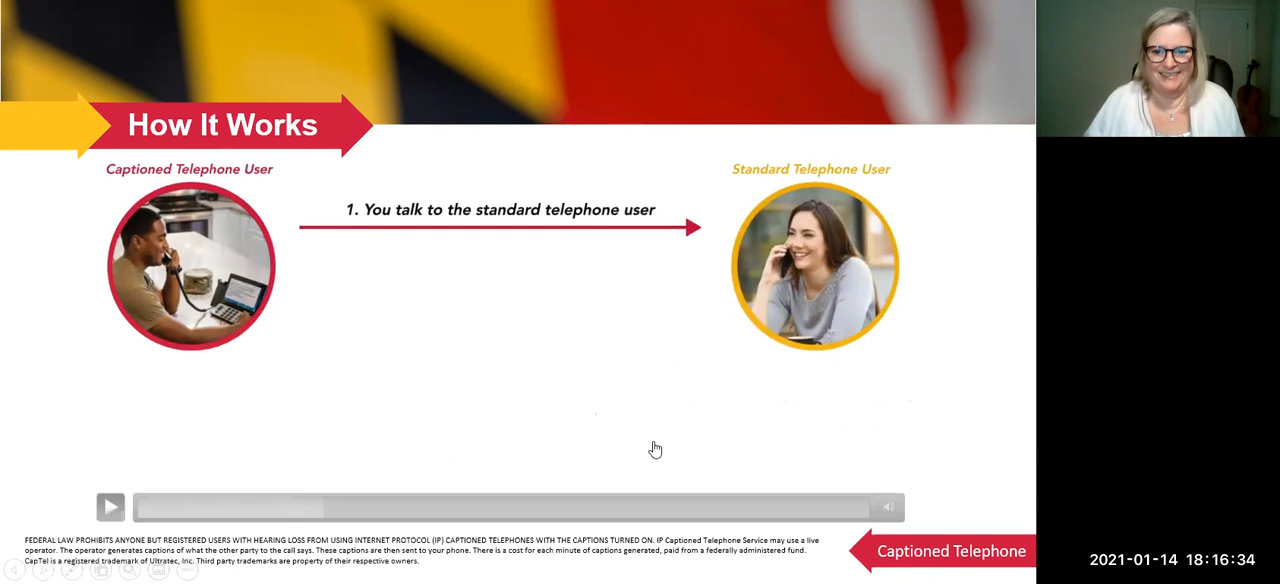 How It Works
Captioned Telephone User
Standard Telephone User
1. You talk to the standard telephone user
FEDERAL LAW PROHIBITS ANYONE BUT REGISTERED USERS WITH HEARING LOSS FROM USING INTERNET PROTOCOL (IP) CAPTIONED TELEPHONES WITH THE CAPTIONS TURNED ON. IP Captioned Telephone Service may use a live
operator. The operator generates captions of what the other party to the call says. These captions are then sent to your phone. There is a cost for each minute of captions generated, paid from a federally administered fund.
CapTel is a registered trademark of Ultratec, Inc. Third party trademarks are property of their respective owners.
Captioned Telephone
2021-01-14 18:16:34